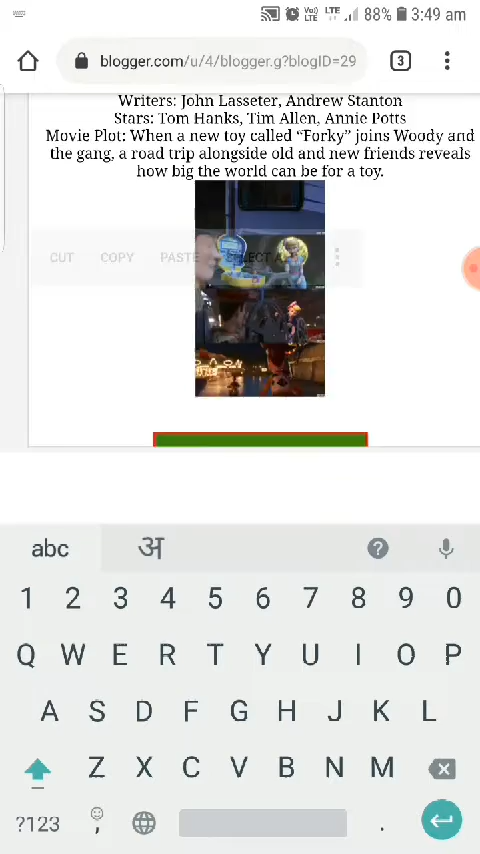 Vo)) LTE LTE 88% 3:49 am
blogger.com/u/4/blogger.g?blogID=29 3
Writers: John Lasseter, Andrew Stanton
Stars: Tom Hanks, Tim Allen, Annie Potts
Movie Plot: When a new toy called “Forky” joins Woody and
the gang, a road trip alongside old and new friends reveals
how big the world can be for a toy.
CUT COPY PASTE
abc अ ?
1 2 3 4 5 6 7 8 9 0
Q W E R T Y U I O P
A S D F G H J K L
Z X C V B N M
?123 , .